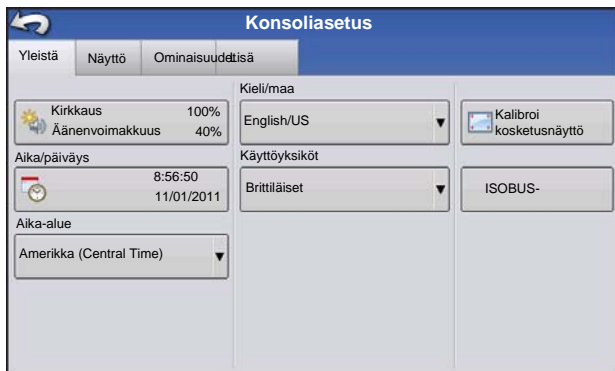 Konsoliasetus
Yleistä
Näyttö
Ominaisuudet
Lisä
Kirkkaus 100%
Äänenvoimakkuus 40%
Aika/päiväys
8:56:50
11/01/2011
Aika-alue
Amerikka (Central Time)
Kieli/maa
English/US
Käyttöyksiköt
Brittiläiset
Kalibroi
kosketusnäyttö
ISOBUS-